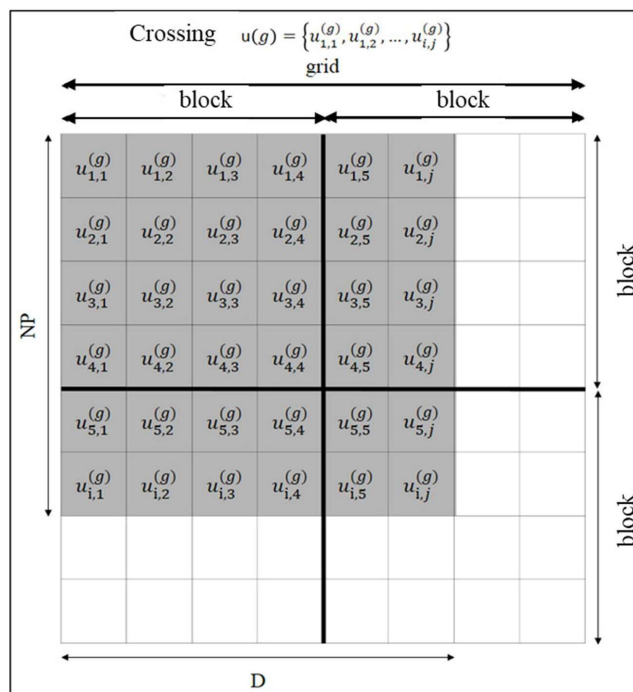 Crossing u(g) = {u_{1,1}^{(g)}, u_{1,2}^{(g)}, ..., u_{i,j}^{(g)}}
grid
block block
u_{1,1}^{(g)} u_{1,2}^{(g)} u_{1,3}^{(g)} u_{1,4}^{(g)} u_{1,5}^{(g)} u_{1,j}^{(g)}
u_{2,1}^{(g)} u_{2,2}^{(g)} u_{2,3}^{(g)} u_{2,4}^{(g)} u_{2,5}^{(g)} u_{2,j}^{(g)}
u_{3,1}^{(g)} u_{3,2}^{(g)} u_{3,3}^{(g)} u_{3,4}^{(g)} u_{3,5}^{(g)} u_{3,j}^{(g)}
u_{4,1}^{(g)} u_{4,2}^{(g)} u_{4,3}^{(g)} u_{4,4}^{(g)} u_{4,5}^{(g)} u_{4,j}^{(g)}
u_{5,1}^{(g)} u_{5,2}^{(g)} u_{5,3}^{(g)} u_{5,4}^{(g)} u_{5,5}^{(g)} u_{5,j}^{(g)}
u_{i,1}^{(g)} u_{i,2}^{(g)} u_{i,3}^{(g)} u_{i,4}^{(g)} u_{i,5}^{(g)} u_{i,j}^{(g)}
NP
block
block
D